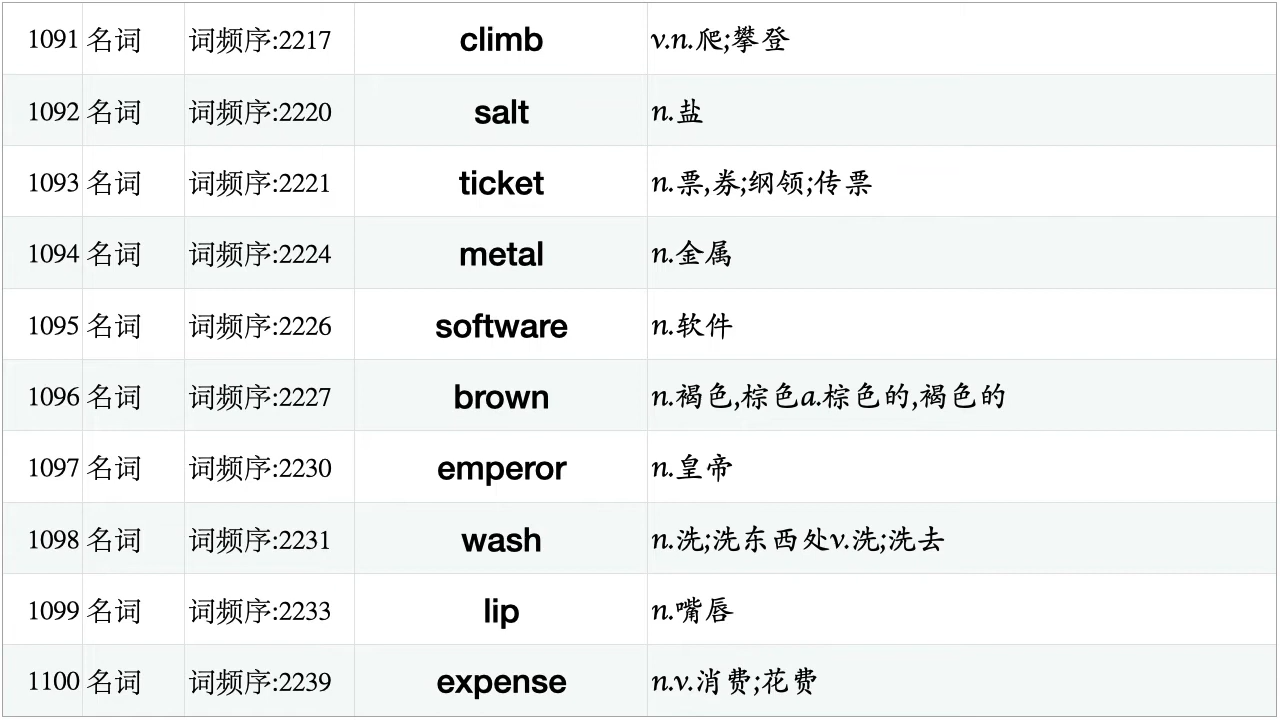 1091 名词 词频序:2217 climb v.n.爬;攀登
1092 名词 词频序:2220 salt n.盐
1093 名词 词频序:2221 ticket n.票,券;纲领;传票
1094 名词 词频序:2224 metal n.金属
1095 名词 词频序:2226 software n.软件
1096 名词 词频序:2227 brown n.褐色,棕色a.棕色的,褐色的
1097 名词 词频序:2230 emperor n.皇帝
1098 名词 词频序:2231 wash n.洗;洗东西处v.洗;洗去
1099 名词 词频序:2233 lip n.嘴唇
1100 名词 词频序:2239 expense n.v.消费;花费